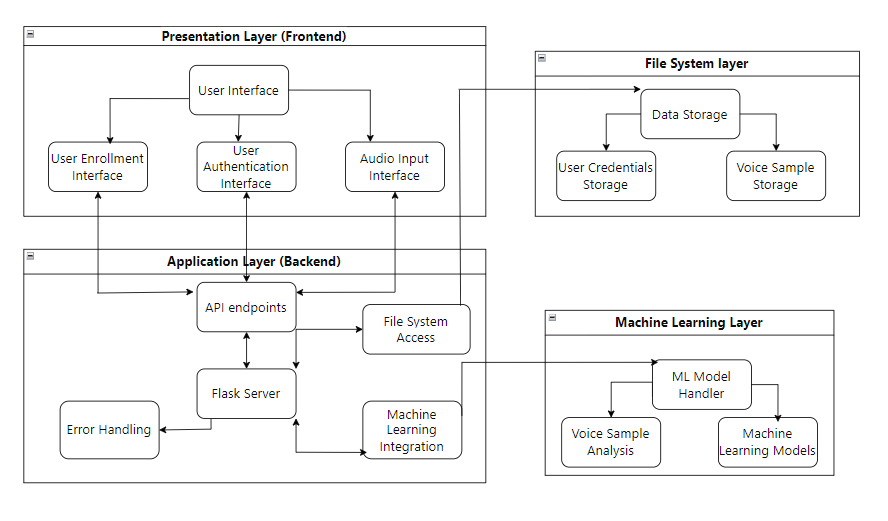 Presentation Layer (Frontend)
User Interface
User Enrollment
Interface
User
Authentication
Interface
Audio Input
Interface
File System layer
Data Storage
User Credentials
Storage
Voice Sample
Storage
Application Layer (Backend)
API endpoints
File System
Access
Flask Server
Error Handling
Machine
Learning
Integration
Machine Learning Layer
ML Model
Handler
Voice Sample
Analysis
Machine
Learning Models